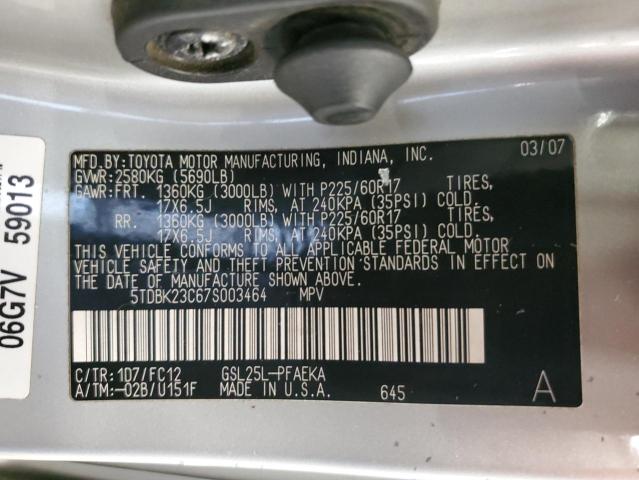 MFD.BY:TOYOTA MOTOR MANUFACTURING, INDIANA, INC. 03/07
GVWR:2580KG (5690LB)
GAWR:FRT. 1360KG (3000LB) WITH P225/60R17 TIRES,
17X6.5J RIMS, AT 240KPA (35PSI) COLD.
RR. 1360KG (3000LB) WITH P225/60R17 TIRES,
17X6.5J RIMS, AT 240KPA (35PSI) COLD.
THIS VEHICLE CONFORMS TO ALL APPLICABLE FEDERAL MOTOR
VEHICLE SAFETY AND THEFT PREVENTION STANDARDS IN EFFECT ON
THE DATE OF MANUFACTURE SHOWN ABOVE.
5TDBK23C67S003464 MPV
C/TR:1D7/FC12 GSL25L-PFAEKA
A/TM:-02B/U151F MADE IN U.S.A. 645 A
06G7V 59013